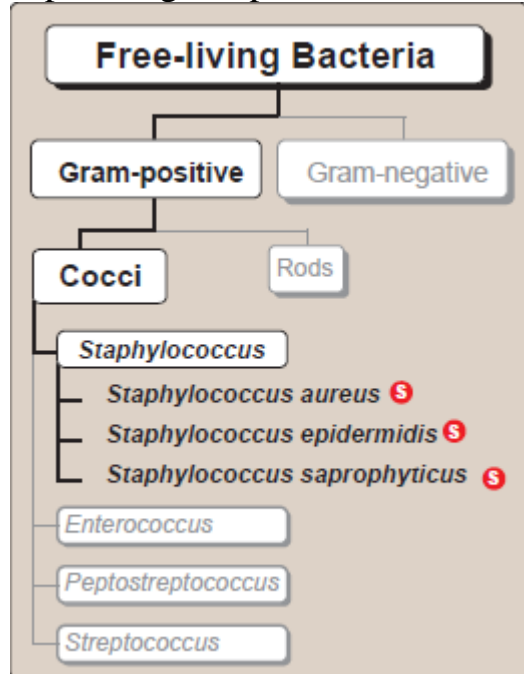 Free-living Bacteria
Gram-positive
Gram-negative
Cocci
Rods
Staphylococcus
Staphylococcus aureus S
Staphylococcus epidermidis S
Staphylococcus saprophyticus S
Enterococcus
Peptostreptococcus
Streptococcus